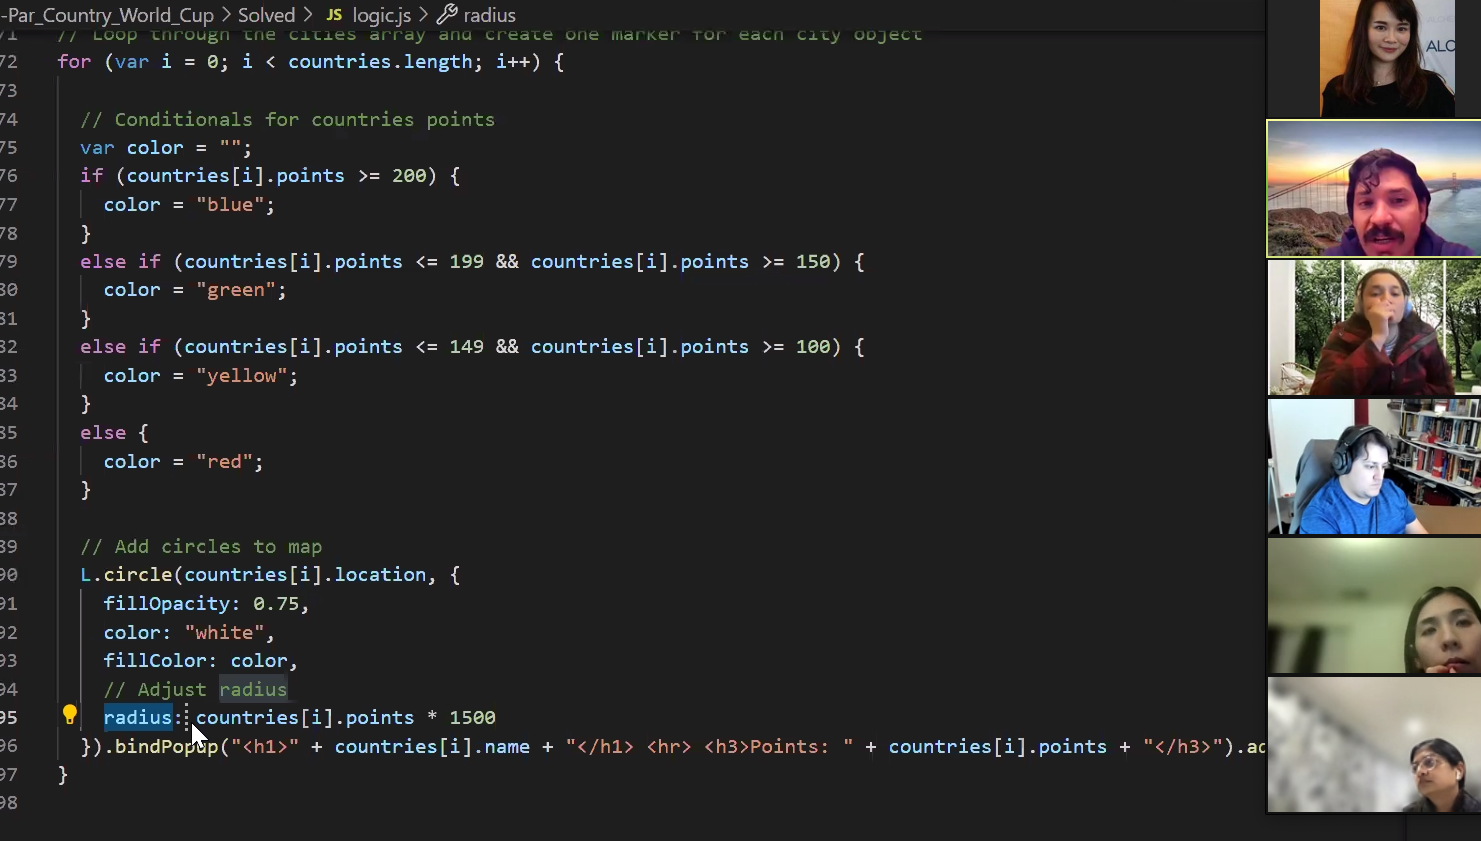 -Par_Country_World_Cup > Solved > JS logic.js > radius
71 // Loop through the cities array and create one marker for each city object
72 for (var i = 0; i < countries.length; i++) {
73
74 // Conditionals for countries points
75 var color = "";
76 if (countries[i].points >= 200) {
77 color = "blue";
78 }
79 else if (countries[i].points <= 199 && countries[i].points >= 150) {
80 color = "green";
81 }
82 else if (countries[i].points <= 149 && countries[i].points >= 100) {
83 color = "yellow";
84 }
85 else {
86 color = "red";
87 }
88
89 // Add circles to map
90 L.circle(countries[i].location, {
91 fillOpacity: 0.75,
92 color: "white",
93 fillColor: color,
94 // Adjust radius
95 radius: countries[i].points * 1500
96 }).bindPopup("<h1>" + countries[i].name + "</h1> <hr> <h3>Points: " + countries[i].points + "</h3>").ad
97 }
98
ALC